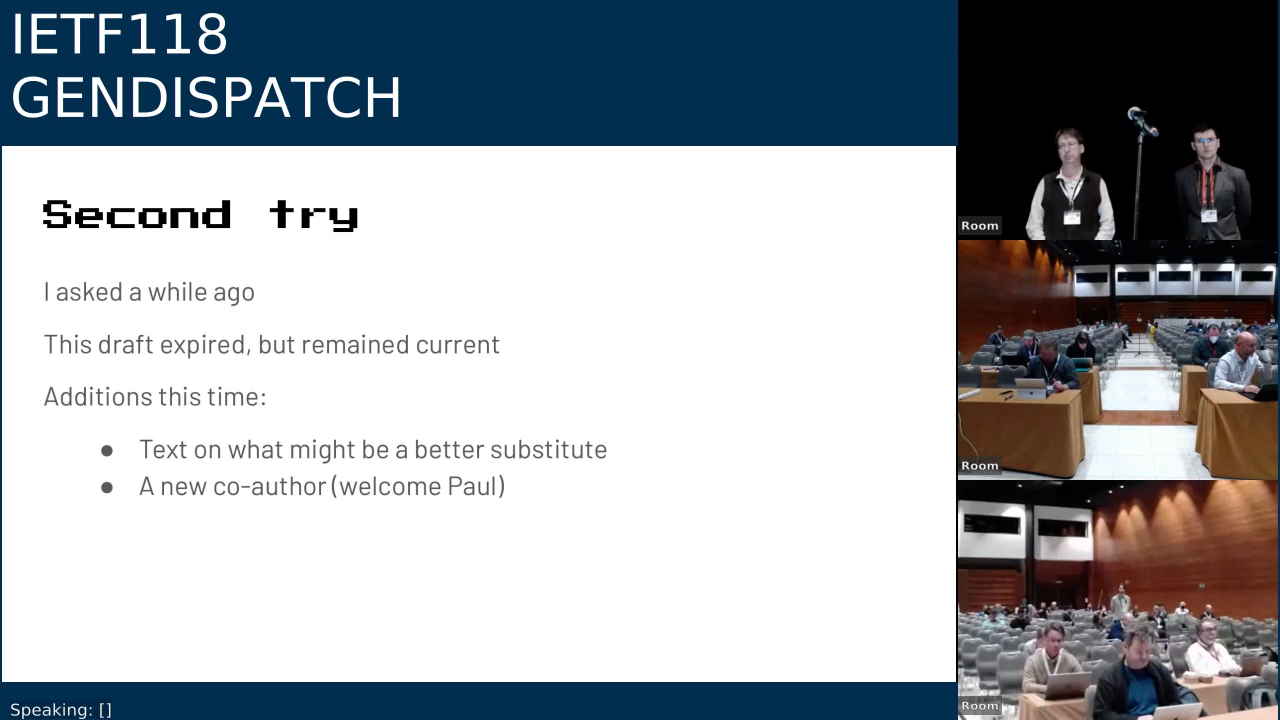 IETF118
GENDISPATCH
Second try
I asked a while ago
This draft expired, but remained current
Additions this time:
● Text on what might be a better substitute
● A new co-author (welcome Paul)
Speaking: []
Room
Room
Room